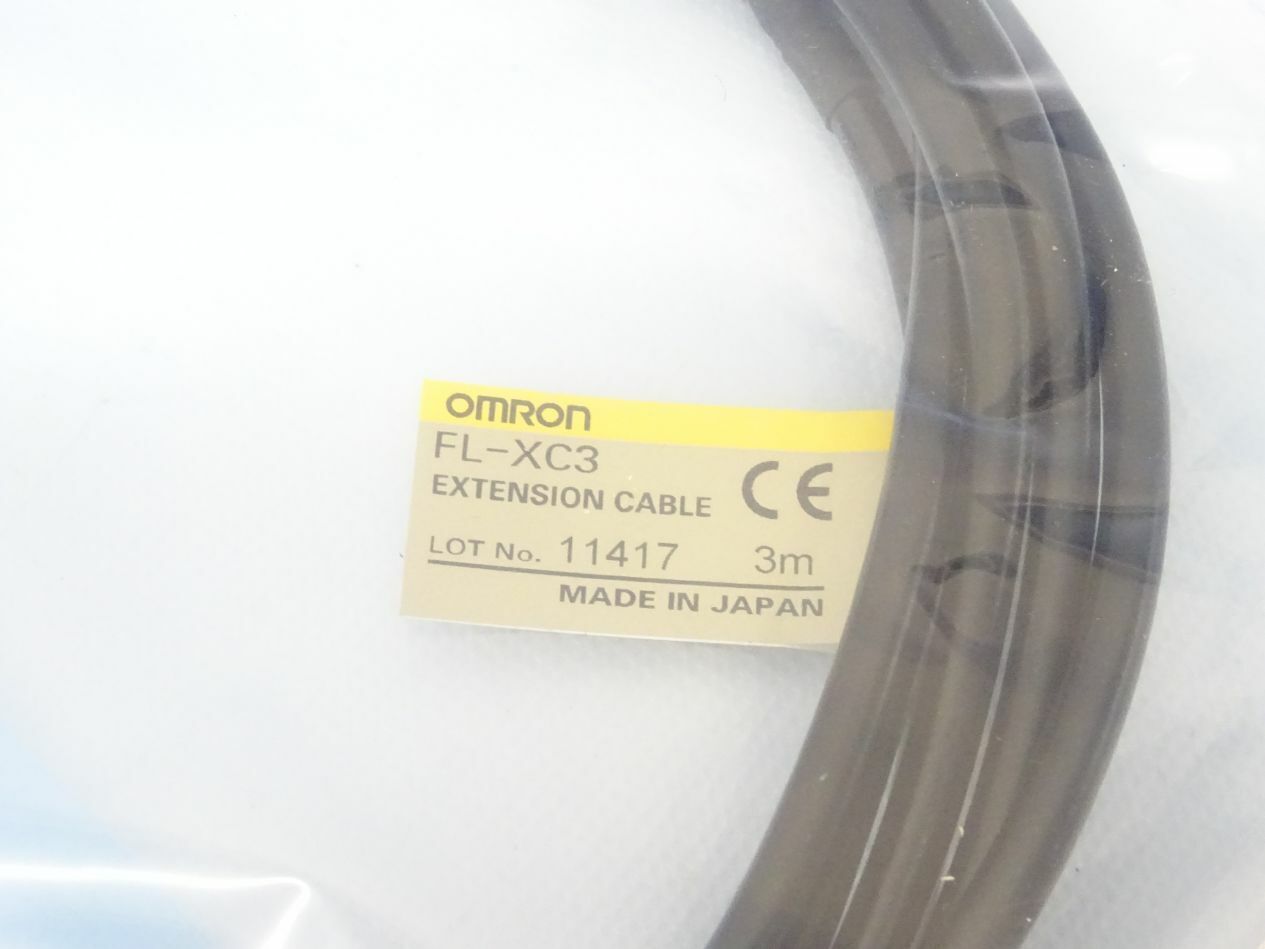 OMRON
FL-XC3
EXTENSION CABLE CE
LOT No. 11417 3m
MADE IN JAPAN